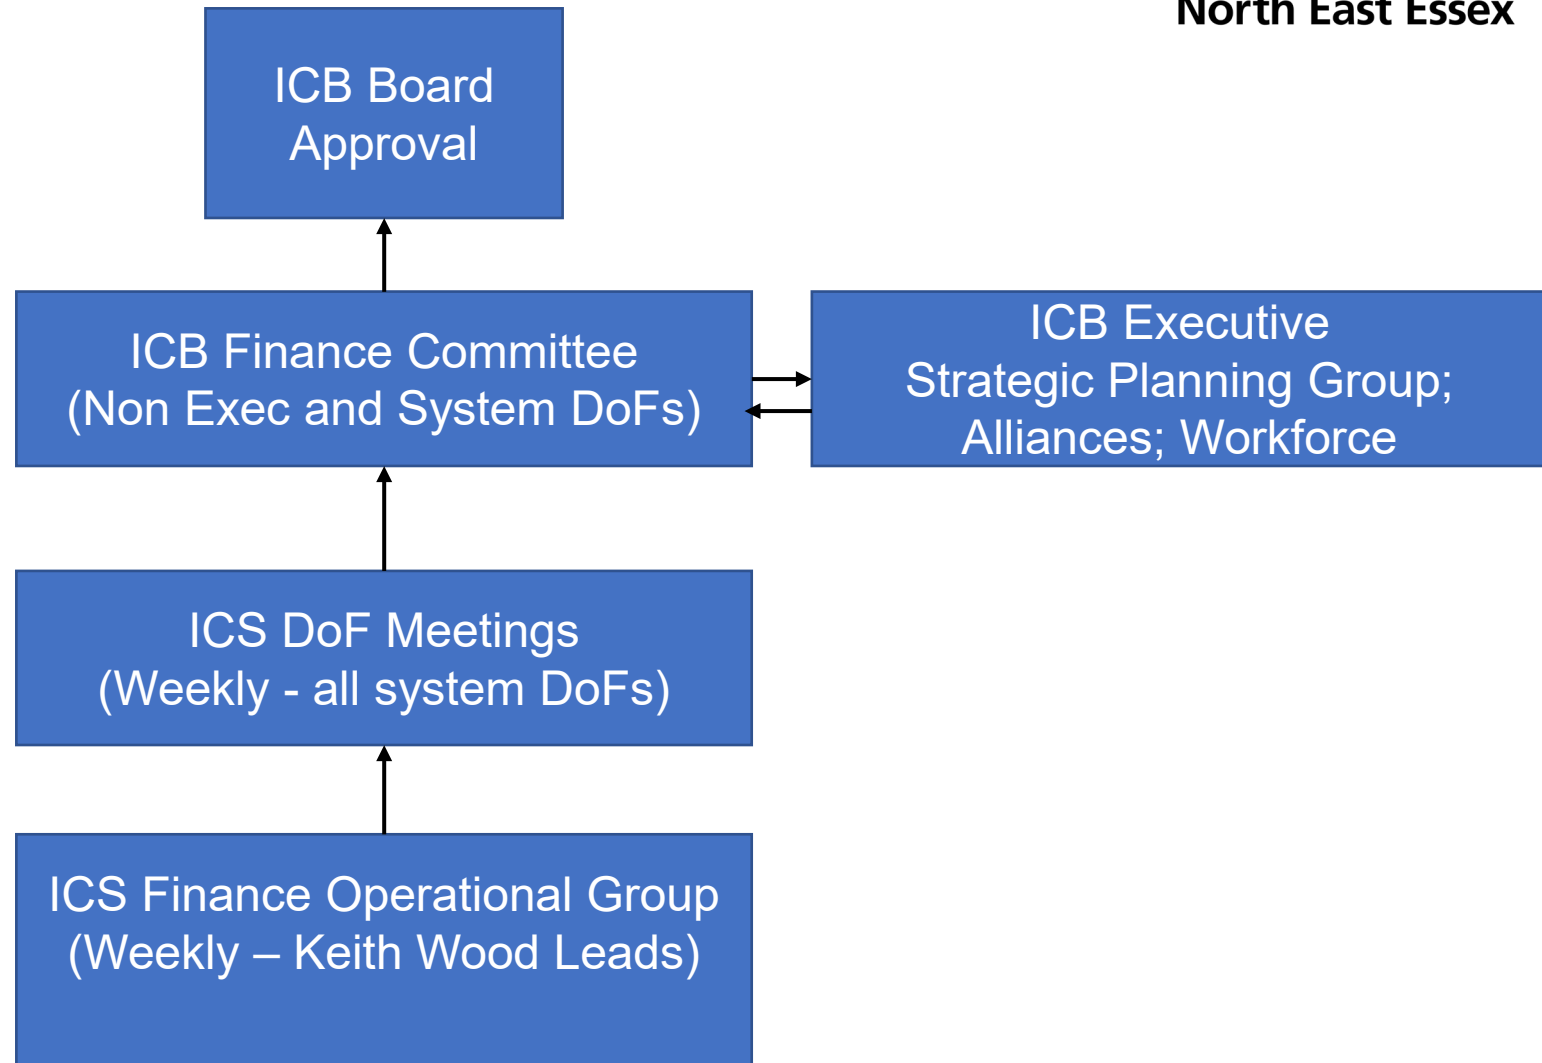 North East Essex
ICB Board
Approval
ICB Finance Committee
(Non Exec and System DoFs)
ICB Executive
Strategic Planning Group;
Alliances; Workforce
ICS DoF Meetings
(Weekly - all system DoFs)
ICS Finance Operational Group
(Weekly – Keith Wood Leads)